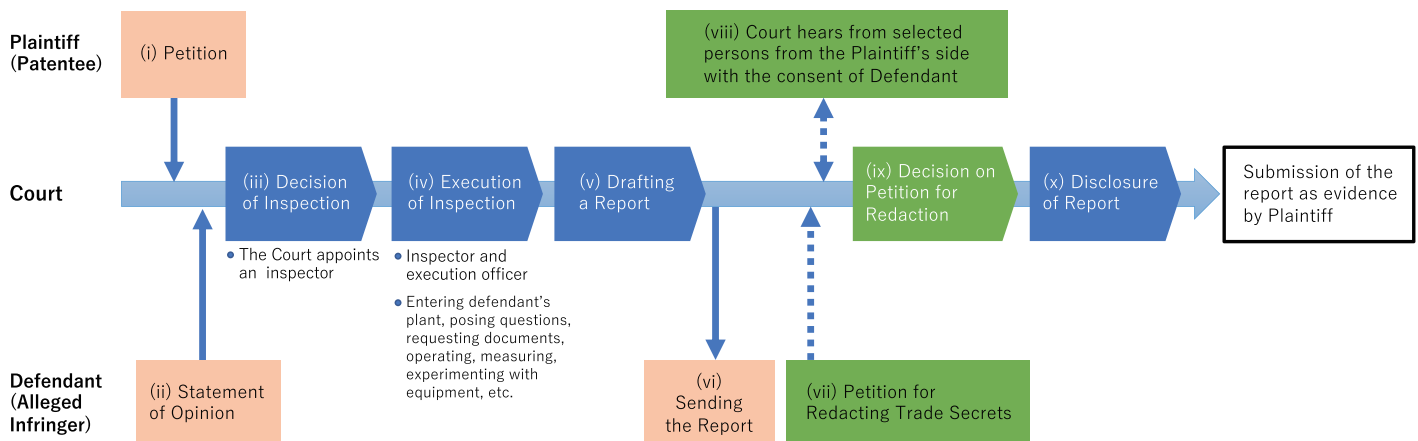 Plaintiff
(Patentee)
(i) Petition
(viii) Court hears from selected
persons from the Plaintiff's side
with the consent of Defendant
Court
(iii) Decision
of Inspection
(iv) Execution
of Inspection
(v) Drafting
a Report
(ix) Decision on
Petition for
Redaction
(x) Disclosure
of Report
Submission of the
report as evidence
by Plaintiff
• The Court appoints
an inspector
• Inspector and
execution officer
• Entering defendant's
plant, posing questions,
requesting documents,
operating, measuring,
experimenting with
equipment, etc.
Defendant
(Alleged
Infringer)
(ii) Statement
of Opinion
(vi)
Sending
the Report
(vii) Petition for
Redacting Trade Secrets